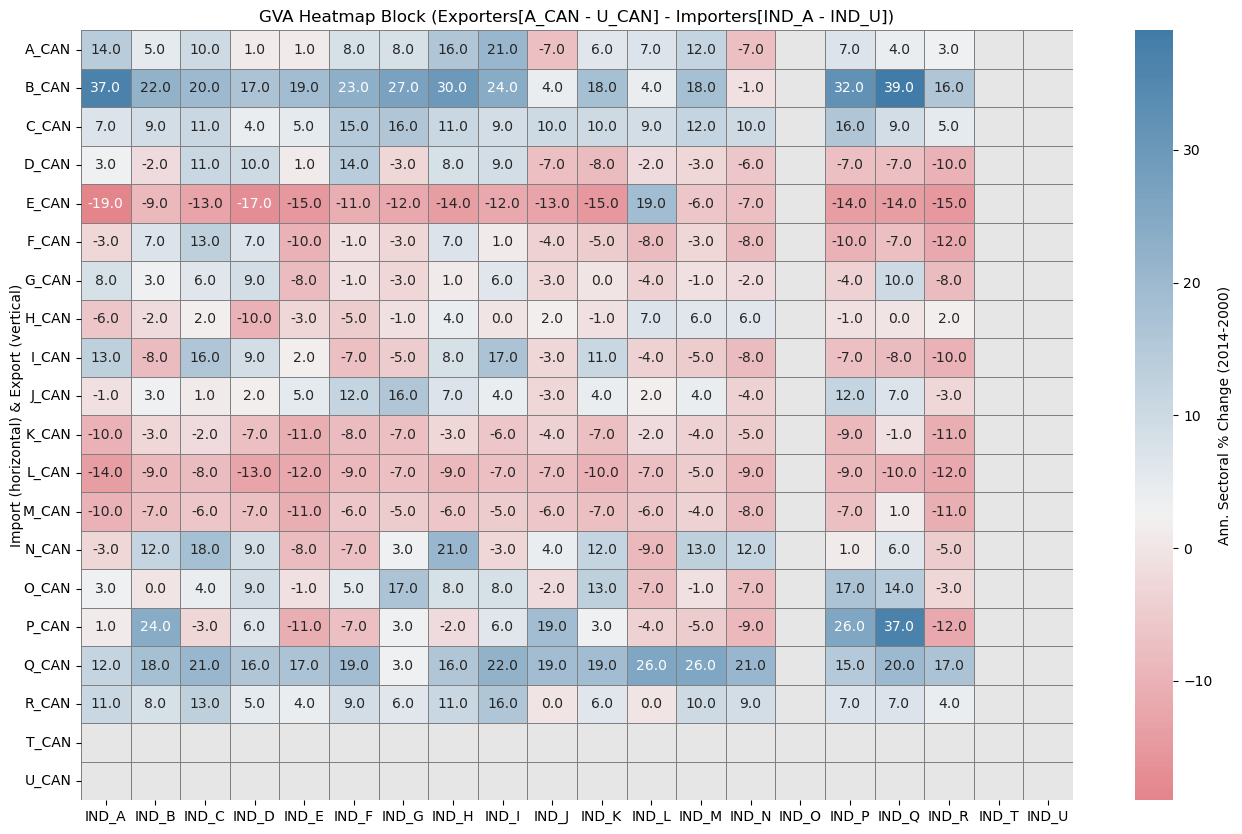 GVA Heatmap Block (Exporters[A_CAN - U_CAN] - Importers[IND_A - IND_U])
Import (horizontal) & Export (vertical)
A_CAN 14.0 5.0 10.0 1.0 1.0 8.0 8.0 16.0 21.0 -7.0 6.0 7.0 12.0 -7.0 7.0 4.0 3.0
B_CAN 37.0 22.0 20.0 17.0 19.0 23.0 27.0 30.0 24.0 4.0 18.0 4.0 18.0 -1.0 32.0 39.0 16.0
C_CAN 7.0 9.0 11.0 4.0 5.0 15.0 16.0 11.0 9.0 10.0 10.0 9.0 12.0 10.0 16.0 9.0 5.0
D_CAN 3.0 -2.0 11.0 10.0 1.0 14.0 -3.0 8.0 9.0 -7.0 -8.0 -2.0 -3.0 -6.0 -7.0 -7.0 -10.0
E_CAN -19.0 -9.0 -13.0 -17.0 -15.0 -11.0 -12.0 -14.0 -12.0 -13.0 -15.0 19.0 -6.0 -7.0 -14.0 -14.0 -15.0
F_CAN -3.0 7.0 13.0 7.0 -10.0 -1.0 -3.0 7.0 1.0 -4.0 -5.0 -8.0 -3.0 -8.0 -10.0 -7.0 -12.0
G_CAN 8.0 3.0 6.0 9.0 -8.0 -1.0 -3.0 1.0 6.0 -3.0 0.0 -4.0 -1.0 -2.0 -4.0 10.0 -8.0
H_CAN -6.0 -2.0 2.0 -10.0 -3.0 -5.0 -1.0 4.0 0.0 2.0 -1.0 7.0 6.0 6.0 -1.0 0.0 2.0
I_CAN 13.0 -8.0 16.0 9.0 2.0 -7.0 -5.0 8.0 17.0 -3.0 11.0 -4.0 -5.0 -8.0 -7.0 -8.0 -10.0
J_CAN -1.0 3.0 1.0 2.0 5.0 12.0 16.0 7.0 4.0 -3.0 4.0 2.0 4.0 -4.0 12.0 7.0 -3.0
K_CAN -10.0 -3.0 -2.0 -7.0 -11.0 -8.0 -7.0 -3.0 -6.0 -4.0 -7.0 -2.0 -4.0 -5.0 -9.0 -1.0 -11.0
L_CAN -14.0 -9.0 -8.0 -13.0 -12.0 -9.0 -7.0 -9.0 -7.0 -7.0 -10.0 -7.0 -5.0 -9.0 -9.0 -10.0 -12.0
M_CAN -10.0 -7.0 -6.0 -7.0 -11.0 -6.0 -5.0 -6.0 -5.0 -6.0 -7.0 -6.0 -4.0 -8.0 -7.0 1.0 -11.0
N_CAN -3.0 12.0 18.0 9.0 -8.0 -7.0 3.0 21.0 -3.0 4.0 12.0 -9.0 13.0 12.0 1.0 6.0 -5.0
O_CAN 3.0 0.0 4.0 9.0 -1.0 5.0 17.0 8.0 8.0 -2.0 13.0 -7.0 -1.0 -7.0 17.0 14.0 -3.0
P_CAN 1.0 24.0 -3.0 6.0 -11.0 -7.0 3.0 -2.0 6.0 19.0 3.0 -4.0 -5.0 -9.0 26.0 37.0 -12.0
Q_CAN 12.0 18.0 21.0 16.0 17.0 19.0 3.0 16.0 22.0 19.0 19.0 26.0 26.0 21.0 15.0 20.0 17.0
R_CAN 11.0 8.0 13.0 5.0 4.0 9.0 6.0 11.0 16.0 0.0 6.0 0.0 10.0 9.0 7.0 7.0 4.0
T_CAN
U_CAN
IND_A IND_B IND_C IND_D IND_E IND_F IND_G IND_H IND_I IND_J IND_K IND_L IND_M IND_N IND_O IND_P IND_Q IND_R IND_T IND_U
30
20
10
0
−10
Ann. Sectoral % Change (2014-2000)